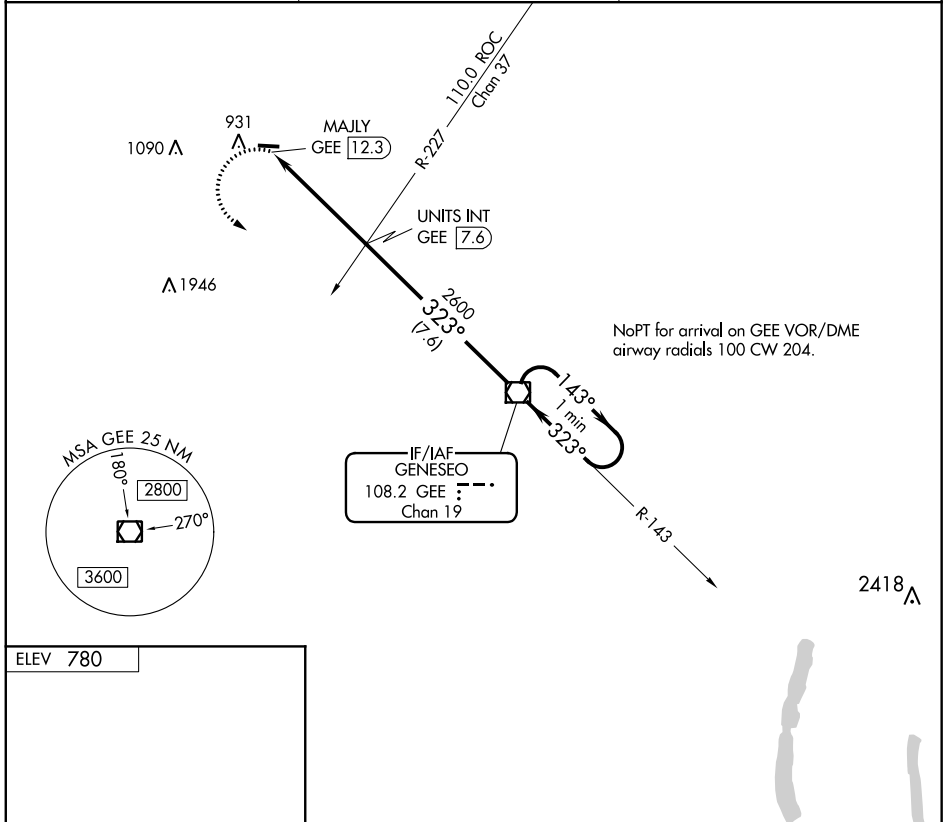 110.0 ROC
Chan 37
R-227
931
1090
MAJLY
GEE 12.3
UNITS INT
GEE 7.6
1946
2600
323°
(7.6)
NoPT for arrival on GEE VOR/DME
airway radials 100 CW 204.
143°
1 min
323°
IF/IAF
GENESEO
108.2 GEE
Chan 19
R-143
MSA GEE 25 NM
180°
2800
270°
3600
2418
ELEV 780